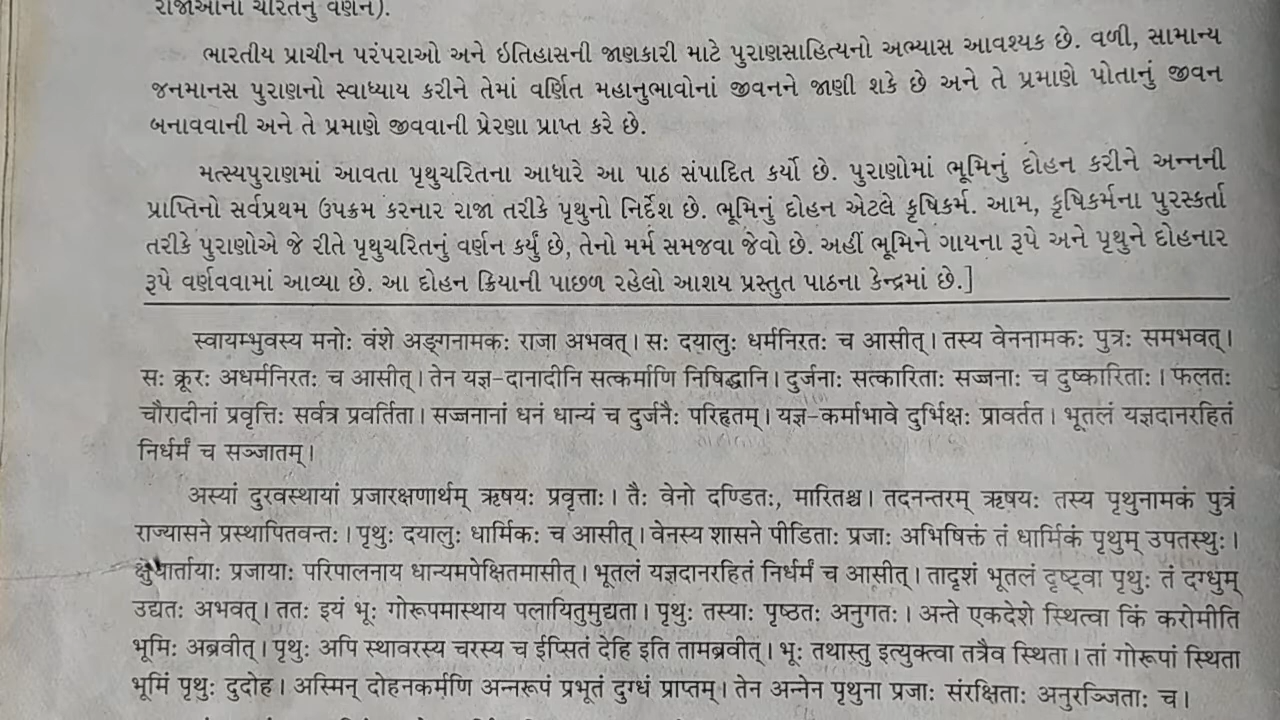 રાજાઓના ચરિતનું વર્ણન).
ભારતીય પ્રાચીન પરંપરાઓ અને ઇતિહાસની જાણકારી માટે પુરાણસાહિત્યનો અભ્યાસ આવશ્યક છે. વળી, સામાન્ય
જનમાનસ પુરાણનો સ્વાધ્યાય કરીને તેમાં વર્ણિત મહાનુભાવોનાં જીવનને જાણી શકે છે અને તે પ્રમાણે પોતાનું જીવન
બનાવવાની અને તે પ્રમાણે જીવવાની પ્રેરણા પ્રાપ્ત કરે છે.
મત્સ્યપુરાણમાં આવતા પૃથુચરિતના આધારે આ પાઠ સંપાદિત કર્યો છે. પુરાણોમાં ભૂમિનું દોહન કરીને અન્નની
પ્રાપ્તિનો સર્વપ્રથમ ઉપક્રમ કરનાર રાજા તરીકે પૃથુનો નિર્દેશ છે. ભૂમિનું દોહન એટલે કૃષિકર્મ. આમ, કૃષિકર્મના પુરસ્કર્તા
તરીકે પુરાણોએ જે રીતે પૃથુચરિતનું વર્ણન કર્યું છે, તેનો મર્મ સમજવા જેવો છે. અહીં ભૂમિને ગાયના રૂપે અને પૃથુને દોહનાર
રૂપે વર્ણવવામાં આવ્યા છે. આ દોહન ક્રિયાની પાછળ રહેલો આશય પ્રસ્તુત પાઠના કેન્દ્રમાં છે.]
स्वायम्भुवस्य मनोः वंशे अङ्गनामकः राजा अभवत्। सः दयालुः धर्मनिरतः च आसीत्। तस्य वेननामकः पुत्रः समभवत्।
सः क्रूरः अधर्मनिरतः च आसीत्। तेन यज्ञ-दानादीनि सत्कर्माणि निषिद्धानि। दुर्जनाः सत्कारिताः सज्जनाः च दुष्कारिताः। फलतः
चौरादीनां प्रवृत्तिः सर्वत्र प्रवर्तिता। सज्जनानां धनं धान्यं च दुर्जनैः परिहृतम्। यज्ञ-कर्माभावे दुर्भिक्षः प्रावर्तत। भूतलं यज्ञदानरहितं
निर्धर्मं च सञ्जातम्।
अस्यां दुरवस्थायां प्रजारक्षणार्थम् ऋषयः प्रवृत्ताः। तैः वेनो दण्डितः, मारितश्च। तदनन्तरम् ऋषयः तस्य पृथुनामकं पुत्रं
राज्यासने प्रस्थापितवन्तः। पृथुः दयालुः धार्मिकः च आसीत्। वेनस्य शासने पीडिताः प्रजाः अभिषिक्तं तं धार्मिकं पृथुम् उपतस्थुः।
क्षुधार्तायाः प्रजायाः परिपालनाय धान्यमपेक्षितमासीत्। भूतलं यज्ञदानरहितं निर्धर्मं च आसीत्। तादृशं भूतलं दृष्ट्वा पृथुः तं दग्धुम्
उद्यतः अभवत्। ततः इयं भूः गोरूपमास्थाय पलायितुमुद्यता। पृथुः तस्याः पृष्ठतः अनुगतः। अन्ते एकदेशे स्थित्वा किं करोमीति
भूमिः अब्रवीत्। पृथुः अपि स्थावरस्य चरस्य च ईप्सितं देहि इति तामब्रवीत्। भूः तथास्तु इत्युक्त्वा तत्रैव स्थिता। तां गोरूपां स्थिता
भूमिं पृथुः दुदोह। अस्मिन् दोहनकर्मणि अन्नरूपं प्रभूतं दुग्धं प्राप्तम्। तेन अन्नेन पृथुना प्रजाः संरक्षिताः अनुरञ्जिताः च।